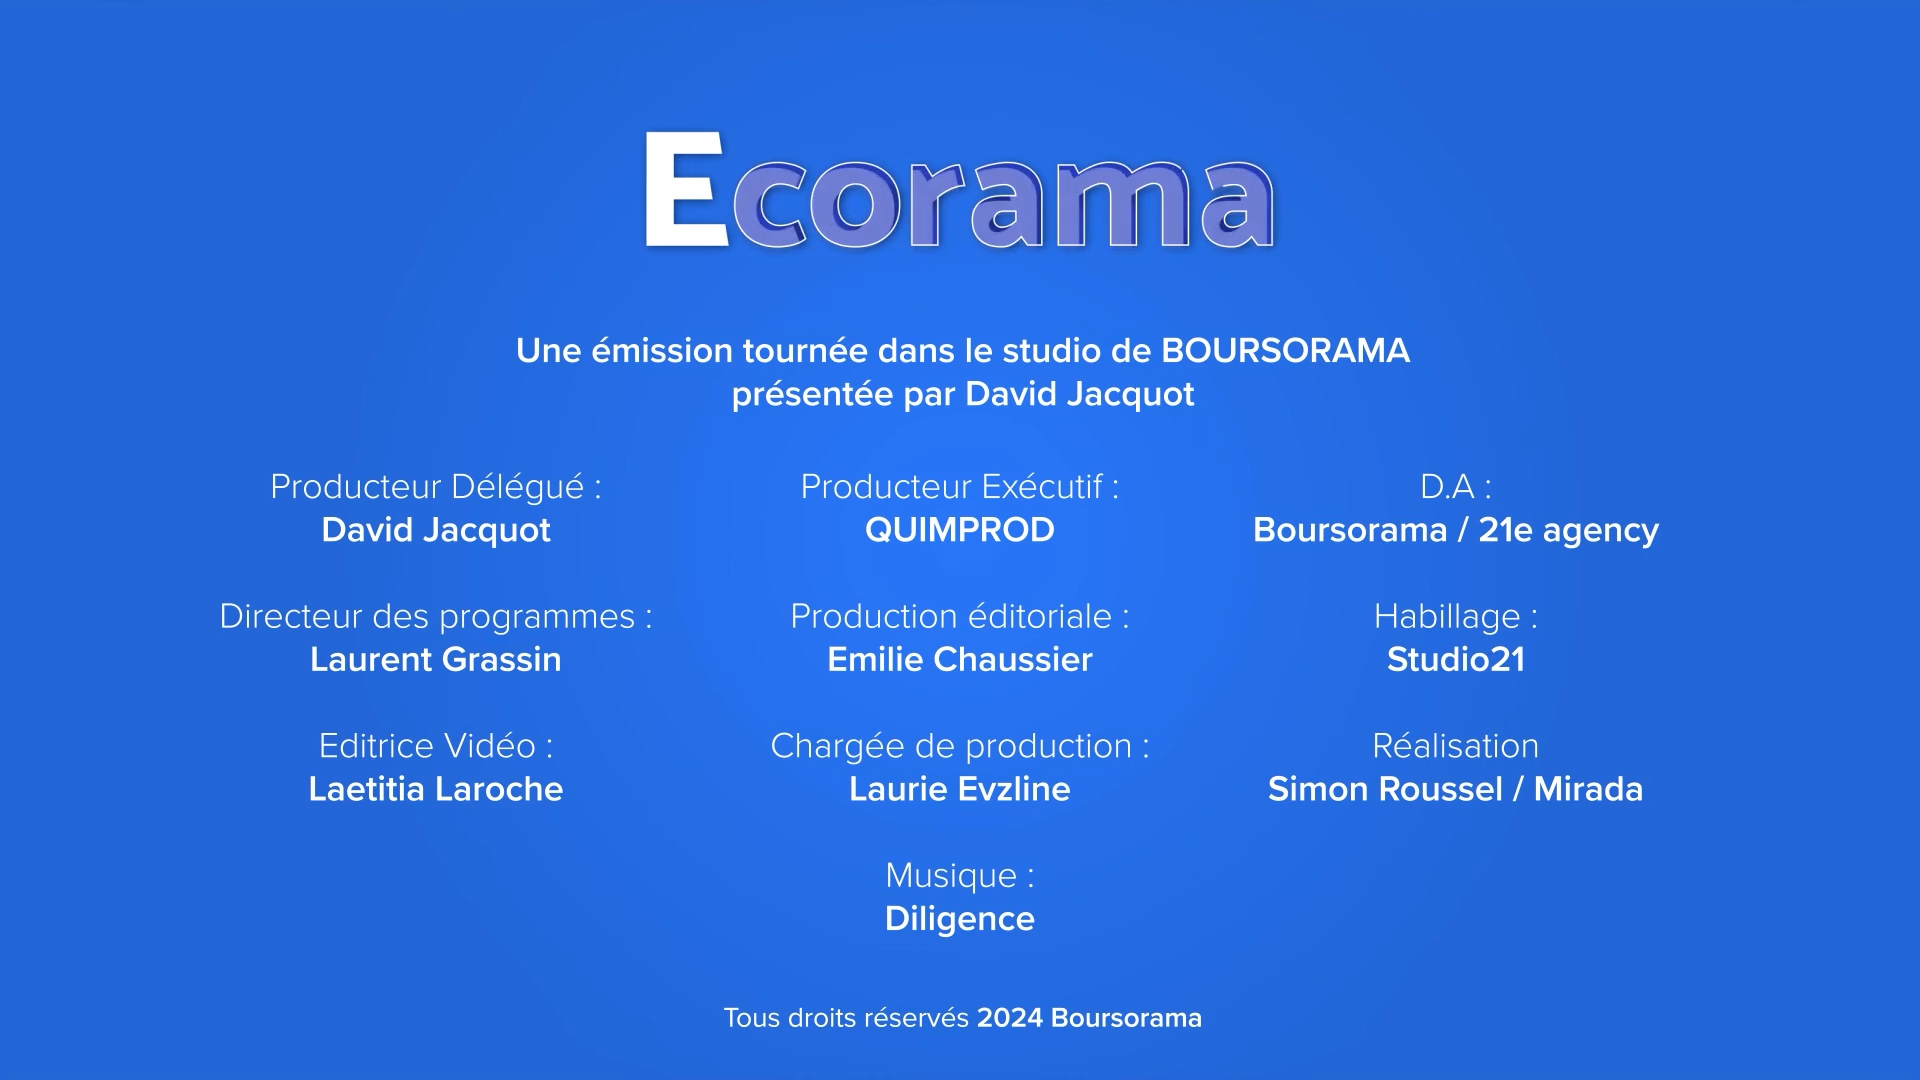 Ecorama
Une émission tournée dans le studio de BOURSORAMA
présentée par David Jacquot
Producteur Délégué :
David Jacquot
Producteur Exécutif :
QUIMPROD
D.A :
Boursorama / 21e agency
Directeur des programmes :
Laurent Grassin
Production éditoriale :
Emilie Chaussier
Habillage :
Studio21
Editrice Vidéo :
Laetitia Laroche
Chargée de production :
Laurie Evzline
Réalisation
Simon Roussel / Mirada
Musique :
Diligence
Tous droits réservés 2024 Boursorama